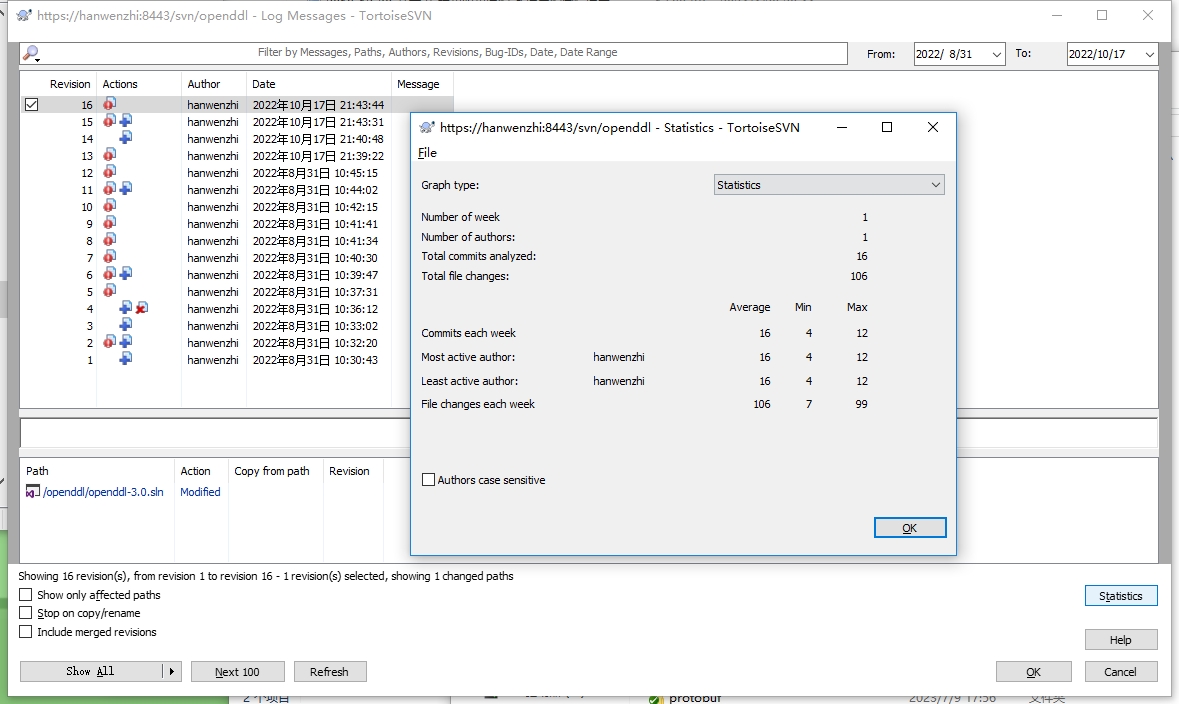 https://hanwenzhi:8443/svn/openddl - Log Messages - TortoiseSVN
Filter by Messages, Paths, Authors, Revisions, Bug-IDs, Date, Date Range
From: 2022/ 8/31 To: 2022/10/17
Revision Actions Author Date Message
16 hanwenzhi 2022年10月17日 21:43:44
15 hanwenzhi 2022年10月17日 21:43:31
14 hanwenzhi 2022年10月17日 21:40:48
13 hanwenzhi 2022年10月17日 21:39:22
12 hanwenzhi 2022年8月31日 10:45:15
11 hanwenzhi 2022年8月31日 10:44:02
10 hanwenzhi 2022年8月31日 10:42:15
9 hanwenzhi 2022年8月31日 10:41:41
8 hanwenzhi 2022年8月31日 10:41:34
7 hanwenzhi 2022年8月31日 10:40:30
6 hanwenzhi 2022年8月31日 10:39:47
5 hanwenzhi 2022年8月31日 10:37:31
4 hanwenzhi 2022年8月31日 10:36:12
3 hanwenzhi 2022年8月31日 10:33:02
2 hanwenzhi 2022年8月31日 10:32:20
1 hanwenzhi 2022年8月31日 10:30:43
https://hanwenzhi:8443/svn/openddl - Statistics - TortoiseSVN
File
Graph type: Statistics
Number of week 1
Number of authors: 1
Total commits analyzed: 16
Total file changes: 106
Average Min Max
Commits each week 16 4 12
Most active author: hanwenzhi 16 4 12
Least active author: hanwenzhi 16 4 12
File changes each week 106 7 99
Authors case sensitive
OK
Path Action Copy from path Revision
/openddl/openddl-3.0.sln Modified
Showing 16 revision(s), from revision 1 to revision 16 - 1 revision(s) selected, showing 1 changed paths
Show only affected paths
Stop on copy/rename
Include merged revisions
Statistics
Help
Show All Next 100 Refresh OK Cancel
2 个项目
protobuf 2023/7/9 17:56 文件夹